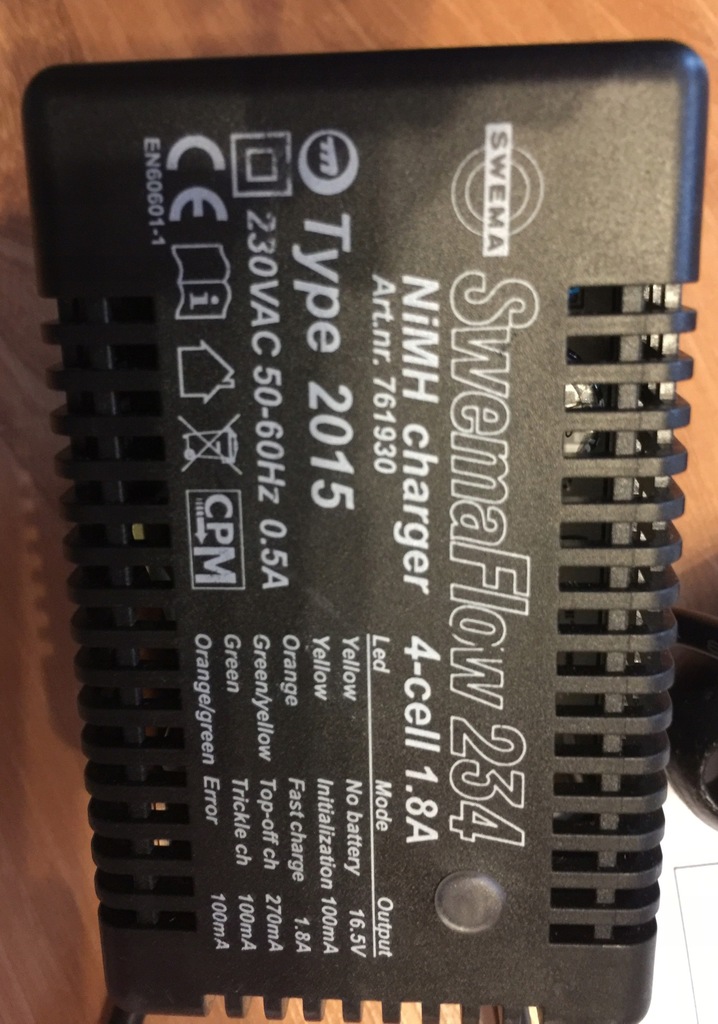 SWEMA
SwemaFlow 234
NiMH charger 4-cell 1.8A
Art.nr. 761930
Type 2015
230VAC 50-60Hz 0.5A
CE
EN60601-1
i
CPM
Led Mode Output
Yellow No battery 16.5V
Yellow Initialization 100mA
Orange Fast charge 1.8A
Green/yellow Top-off ch 270mA
Green Trickle ch 100mA
Orange/green Error 100mA